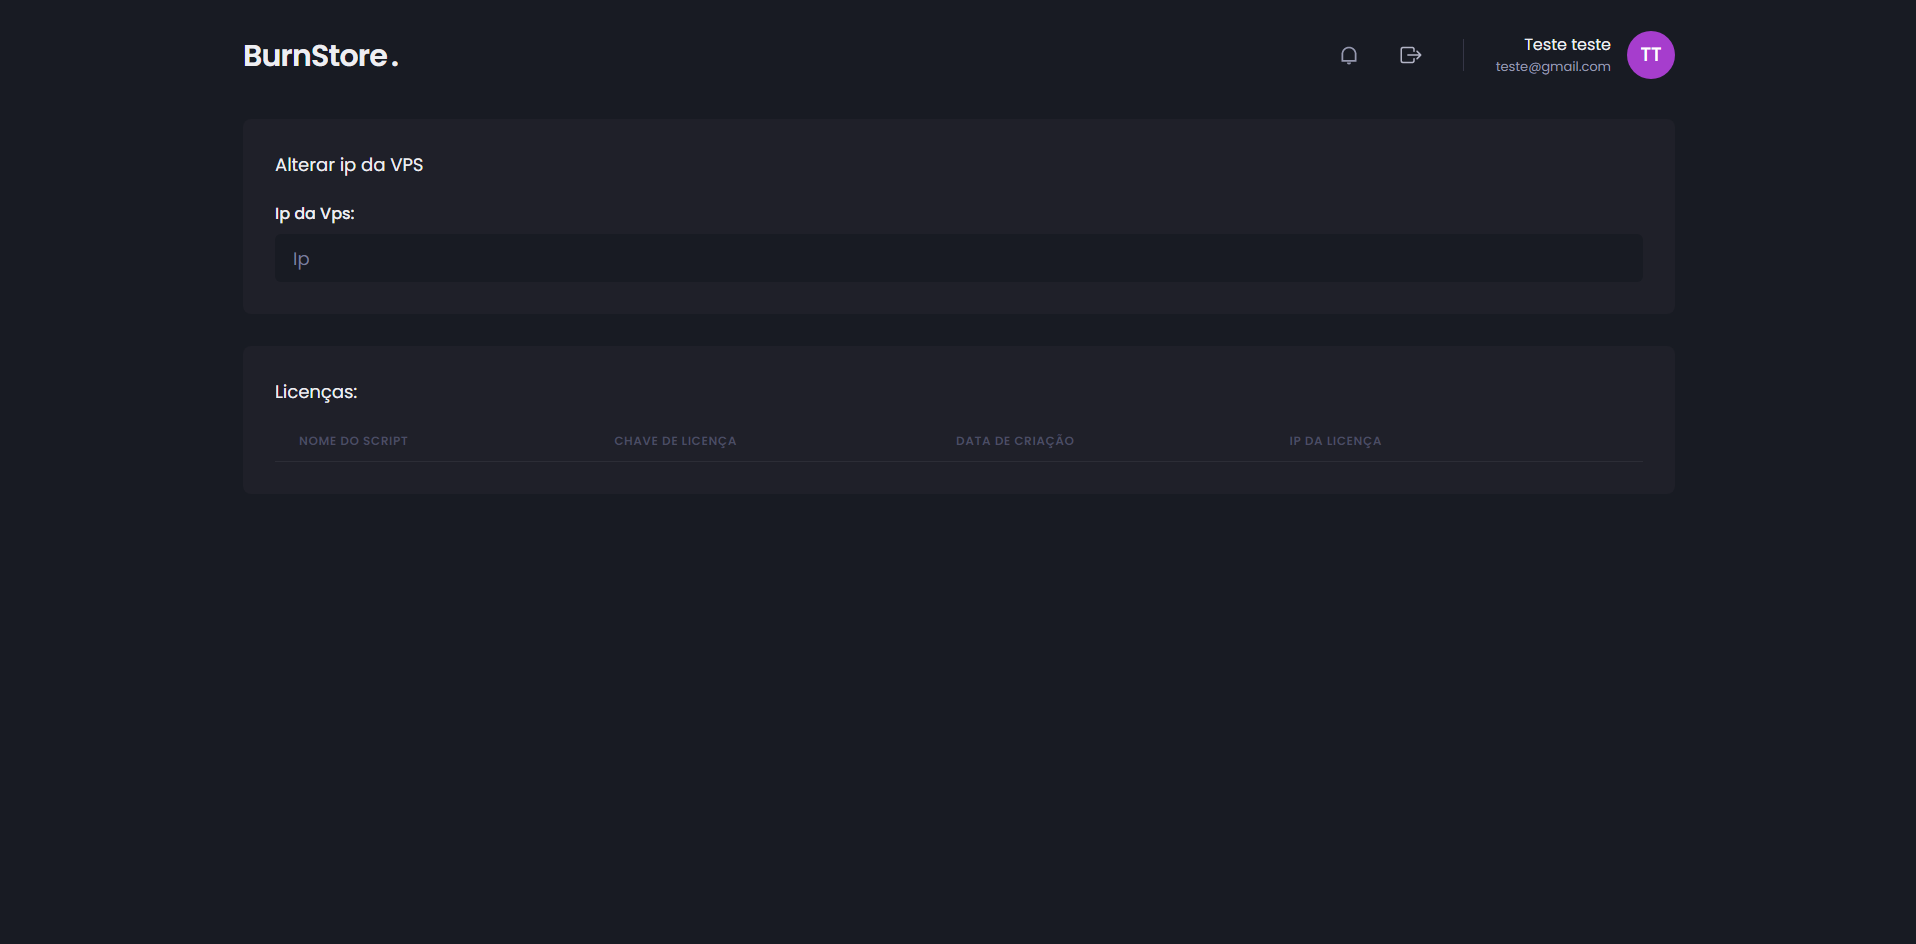 BurnStore.
Teste teste
teste@gmail.com
TT
Alterar ip da VPS
Ip da Vps:
Ip
Licenças:
NOME DO SCRIPT CHAVE DE LICENÇA DATA DE CRIAÇÃO IP DA LICENÇA